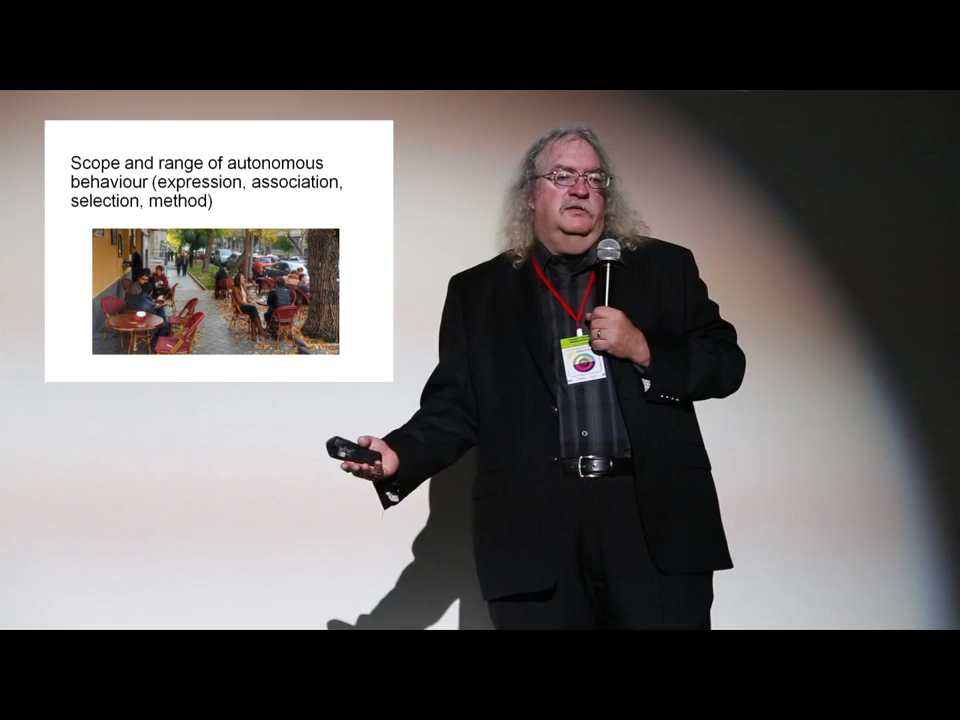 Scope and range of autonomous
behaviour (expression, association,
selection, method)